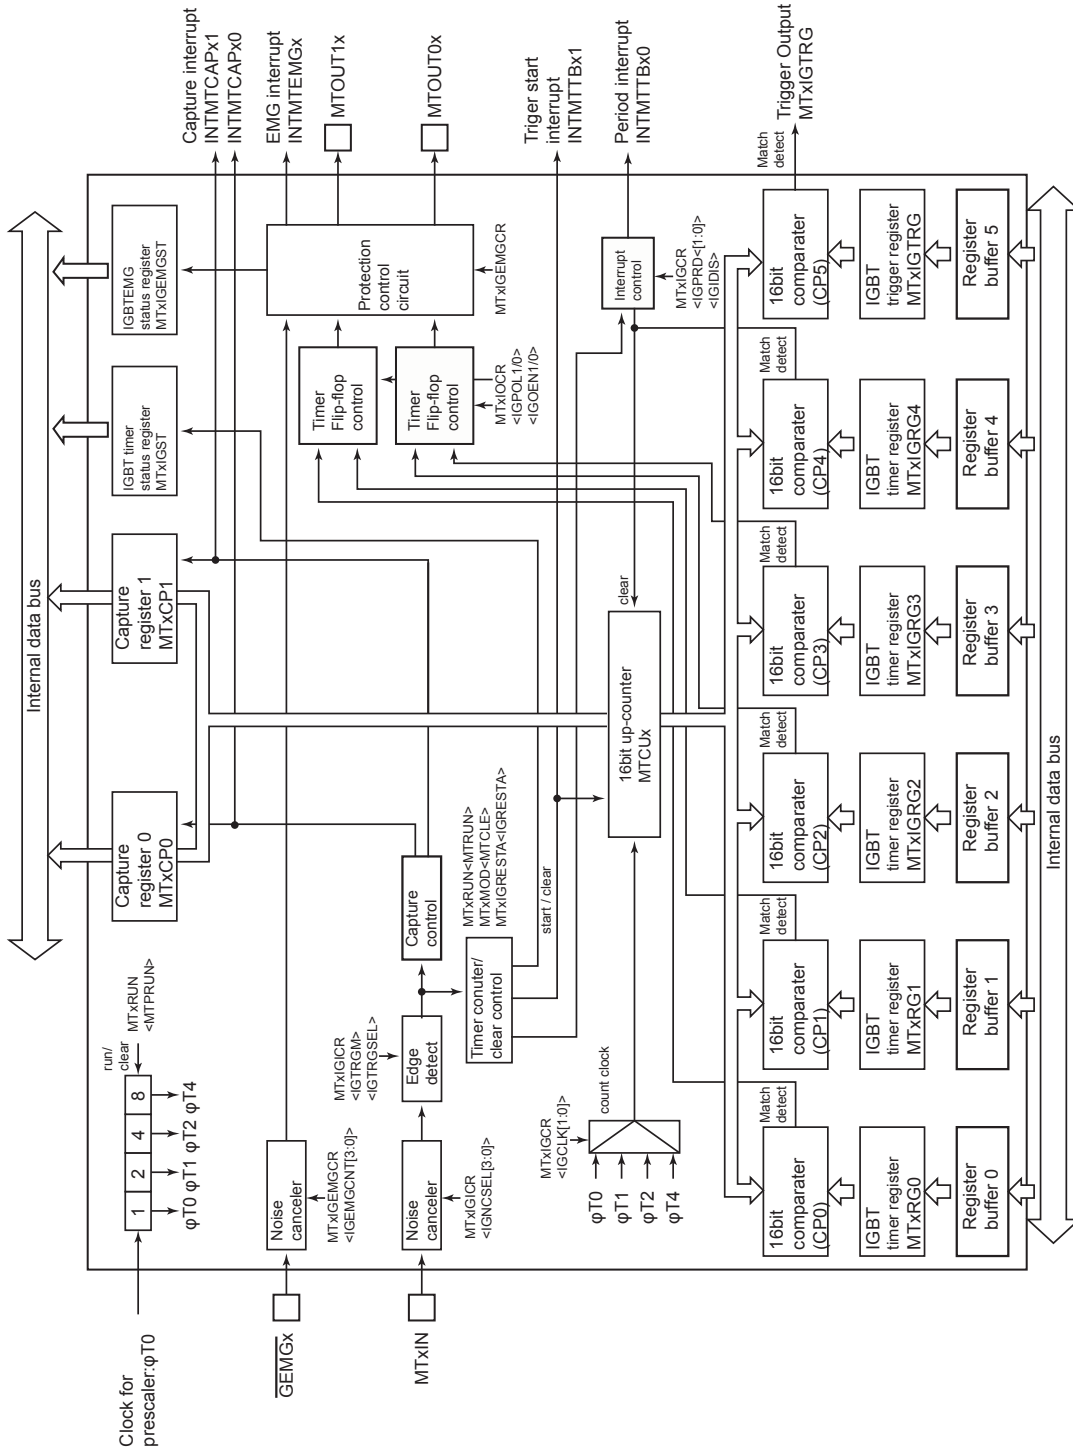 Internal data bus
Clock for
prescaler:φT0
1
2
4
8
run/
clear
MTxRUN
<MTPRUN>
φT0
φT1
φT2
φT4
Capture
register 0
MTxCP0
Capture
register 1
MTxCP1
IGBT timer
status register
MTxIGST
IGBTEMG
status register
MTxIGEMGST
Capture interrupt
INTMTCAPx1
INTMTCAPx0
GEMGx
Noise
canceler
MTxIGEMGCR
<IGEMGCNT[3:0]>
Timer
Flip-flop
control
Timer
Flip-flop
control
MTxIOCR
<IGPOL1/0>
<IGOEN1/0>
Protection
control
circuit
MTxIGEMGCR
EMG interrupt
INTMTEMGx
MTOUT1x
MTOUT0x
MTxIN
Noise
canceler
MTxIGICR
<IGNCSEL[3:0]>
MTxIGICR
<IGTRGM>
<IGTRGSEL>
Edge
detect
Capture
control
Timer conuter/
clear control
MTxRUN<MTRUN>
MTxMOD<MTCLE>
MTxIGRESTA<IGRESTA>
start / clear
Triger start
interrupt
INTMTTBx1
MTxIGCR
<IGCLK[1:0]>
φT0
φT1
φT2
φT4
count clock
16bit up-counter
MTCUx
clear
Interrupt
control
MTxIGCR
<IGPRD<[1:0]>
<IGIDIS>
Period interrupt
INTMTTBx0
Match
detect
Match
detect
Match
detect
Match
detect
Match
detect
Match
detect
Trigger Output
MTxIGTRG
16bit
comparater
(CP0)
16bit
comparater
(CP1)
16bit
comparater
(CP2)
16bit
comparater
(CP3)
16bit
comparater
(CP4)
16bit
comparater
(CP5)
IGBT
timer register
MTxRG0
IGBT
timer register
MTxRG1
IGBT
timer register
MTxIGRG2
IGBT
timer register
MTxIGRG3
IGBT
timer register
MTxIGRG4
IGBT
trigger register
MTxIGTRG
Register
buffer 0
Register
buffer 1
Register
buffer 2
Register
buffer 3
Register
buffer 4
Register
buffer 5
Internal data bus